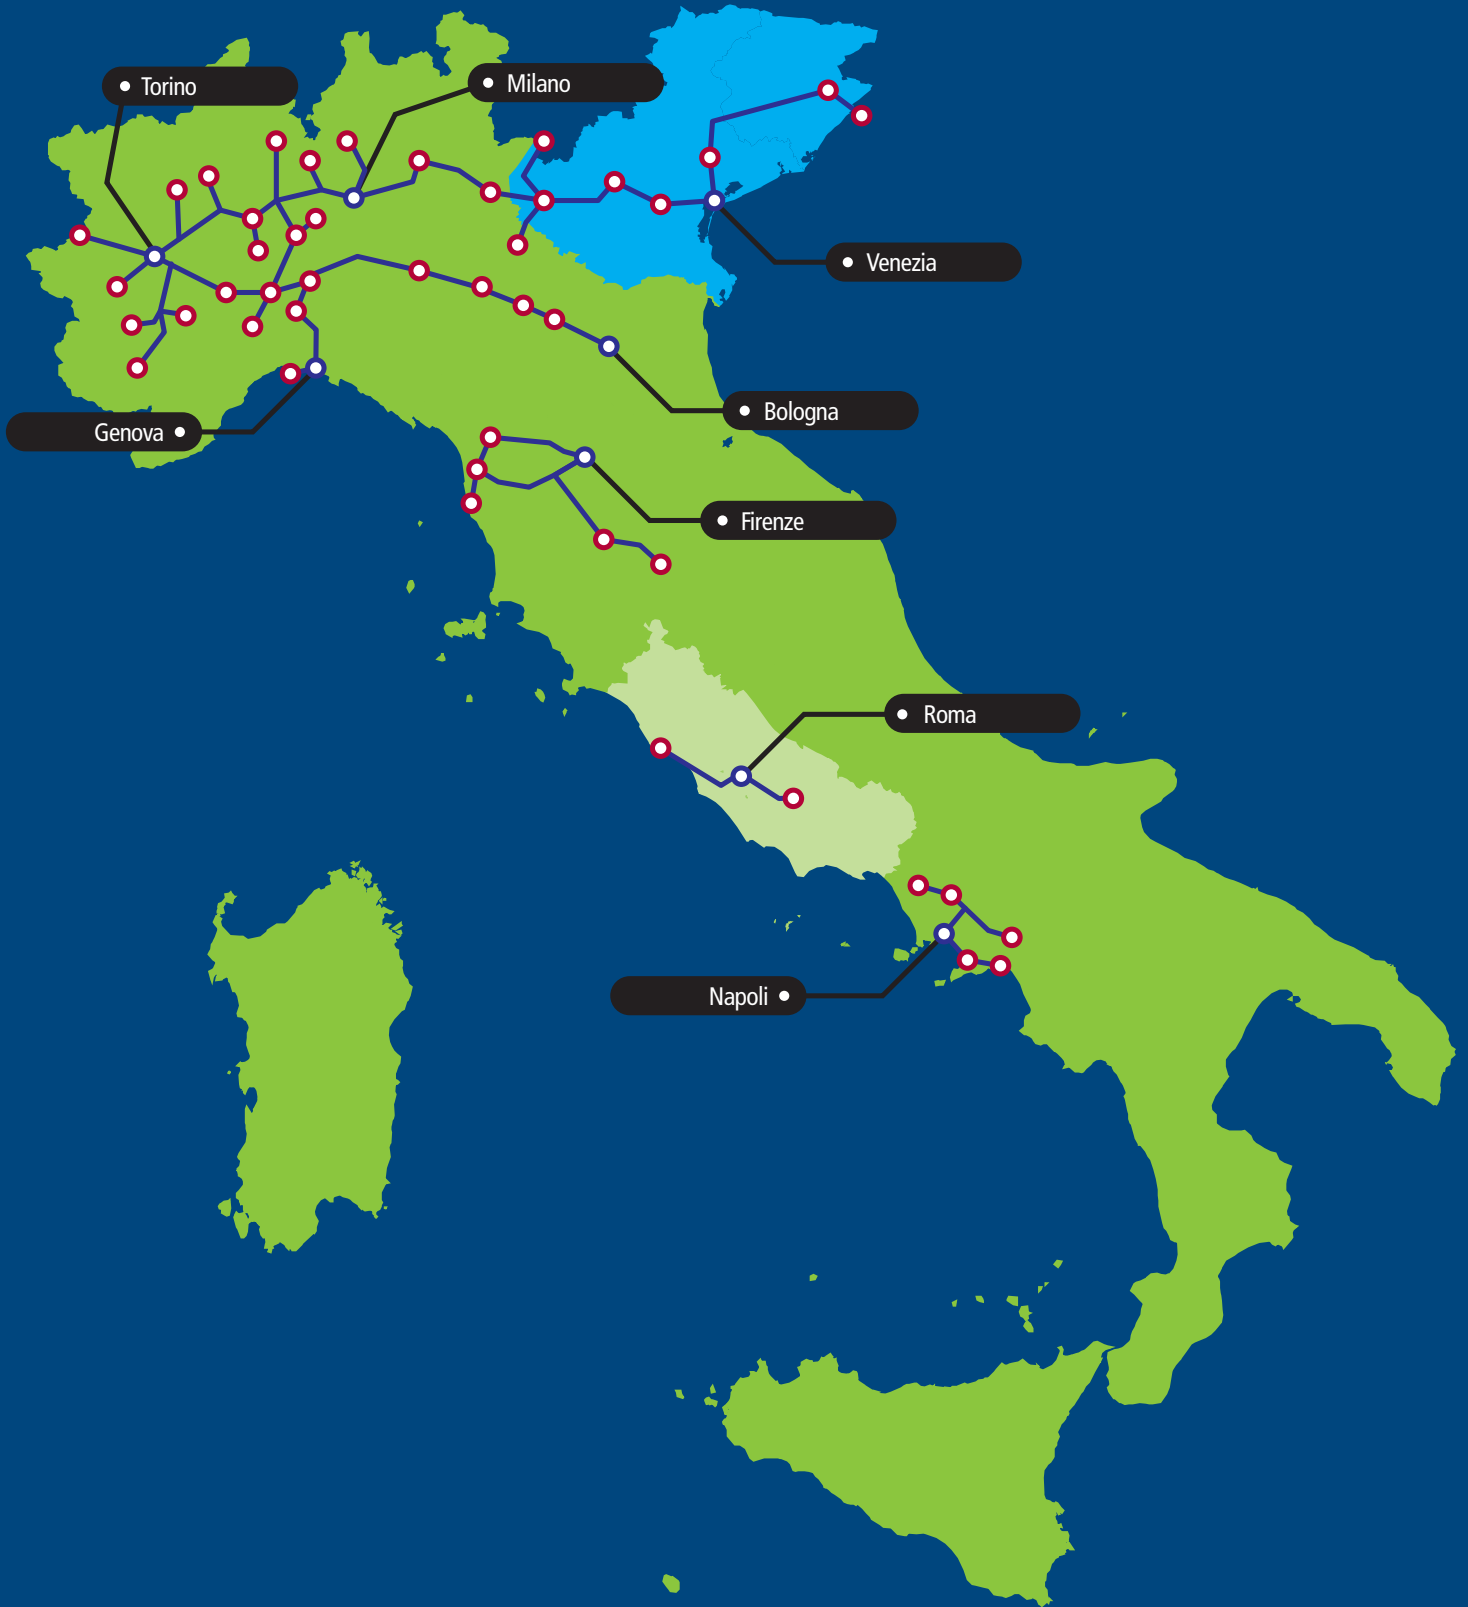 Torino
Milano
Venezia
Bologna
Genova
Firenze
Roma
Napoli